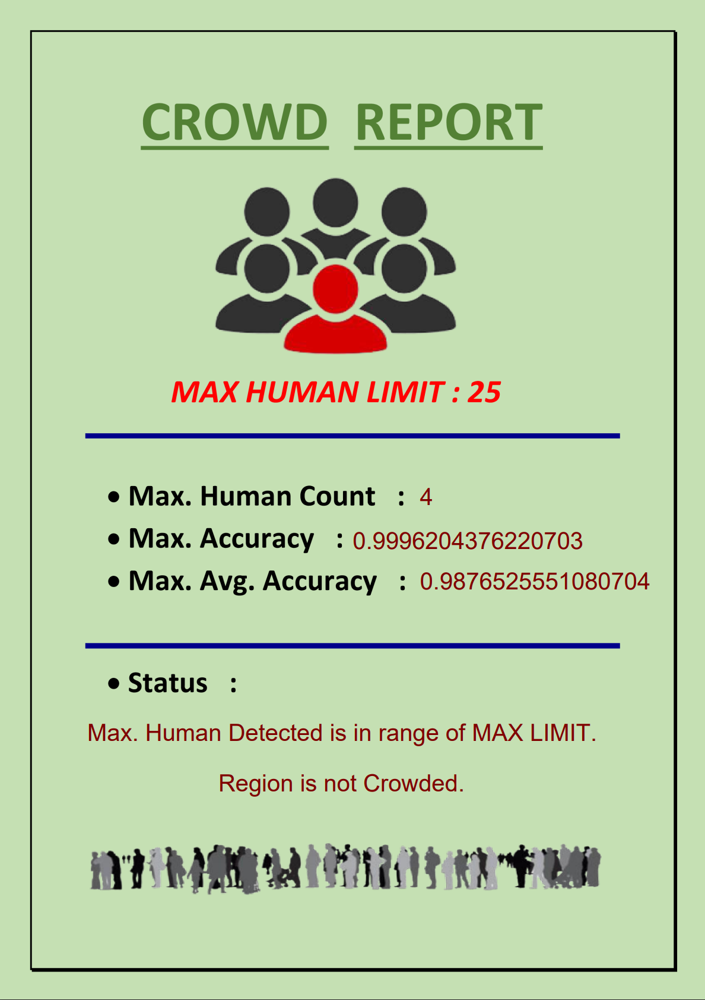 CROWD REPORT
MAX HUMAN LIMIT : 25
• Max. Human Count : 4
• Max. Accuracy : 0.9996204376220703
• Max. Avg. Accuracy : 0.9876525551080704
• Status :
Max. Human Detected is in range of MAX LIMIT.
Region is not Crowded.